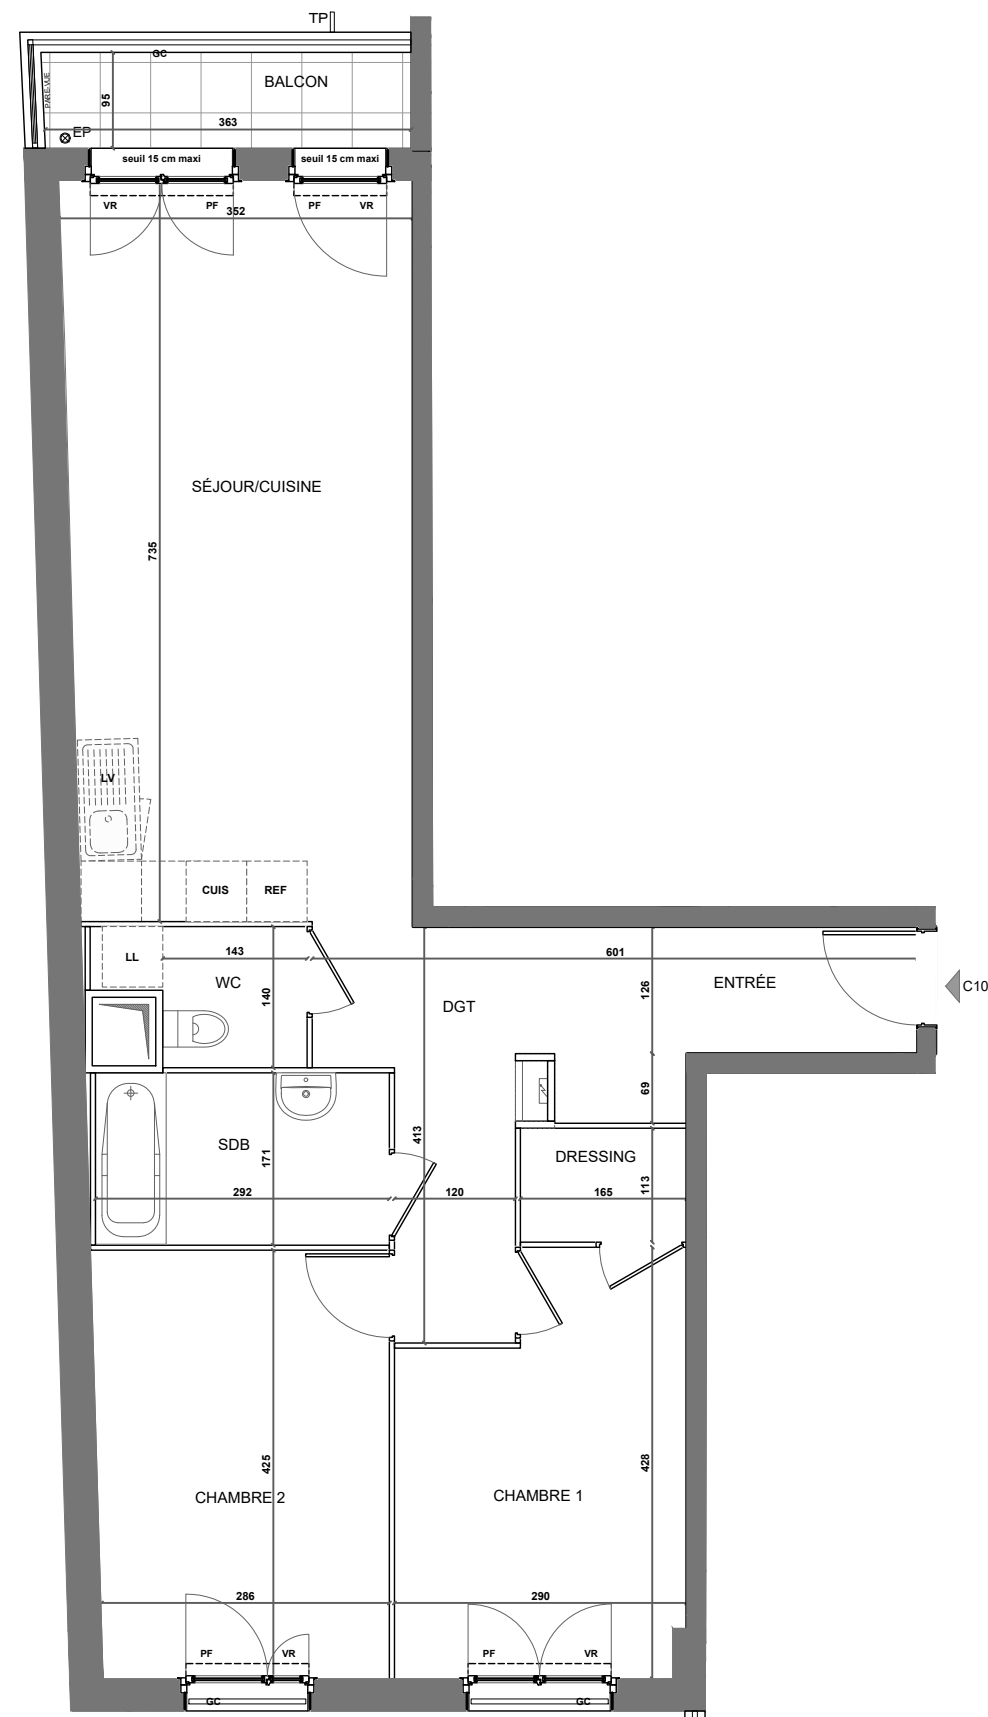 TP
GC
BALCON
PARE-VUE
95
363
EP
seuil 15 cm maxi
seuil 15 cm maxi
VR
PF
PF
VR
352
SÉJOUR/CUISINE
735
LV
CUIS
REF
LL
143
601
WC
140
DGT
126
ENTRÉE
C10
69
SDB
171
413
DRESSING
113
292
120
165
425
428
CHAMBRE 2
CHAMBRE 1
286
290
PF
VR
PF
VR
GC
GC